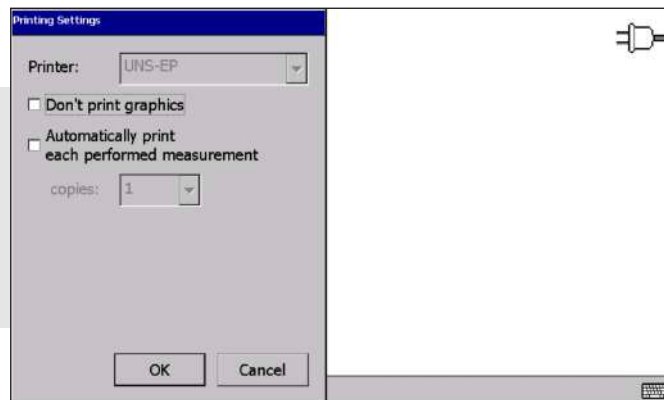 Printing Settings
Printer: UNS-EP
Don't print graphics
Automatically print
each performed measurement
copies: 1
OK Cancel